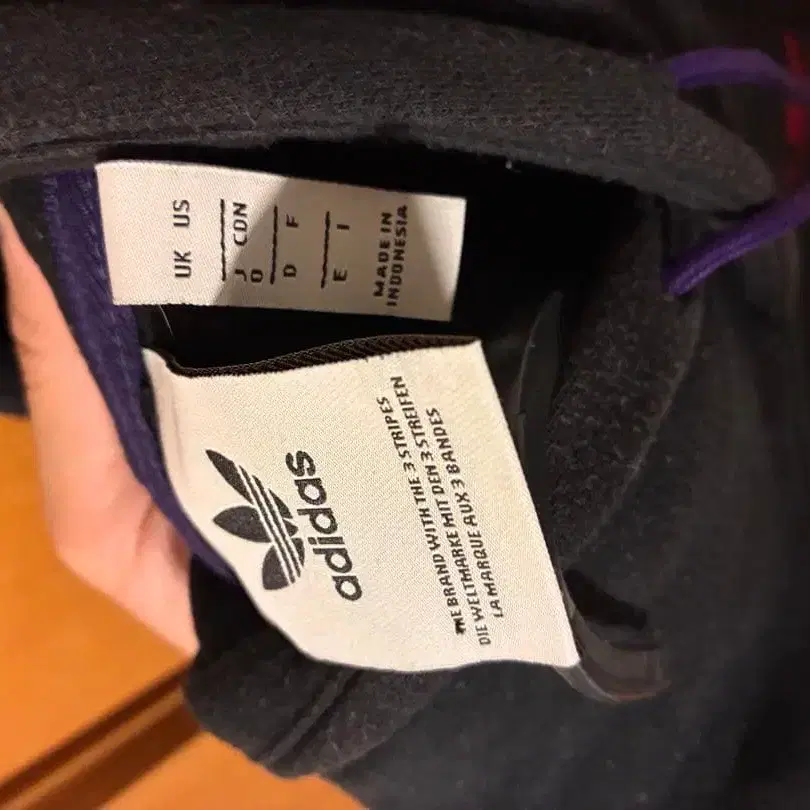 UK US
J CDN
O
D F
E I
MADE IN
INDONESIA
adidas
THE BRAND WITH THE 3 STRIPES
DIE WELTMARKE MIT DEN 3 STREIFEN
LA MARQUE AUX 3 BANDES